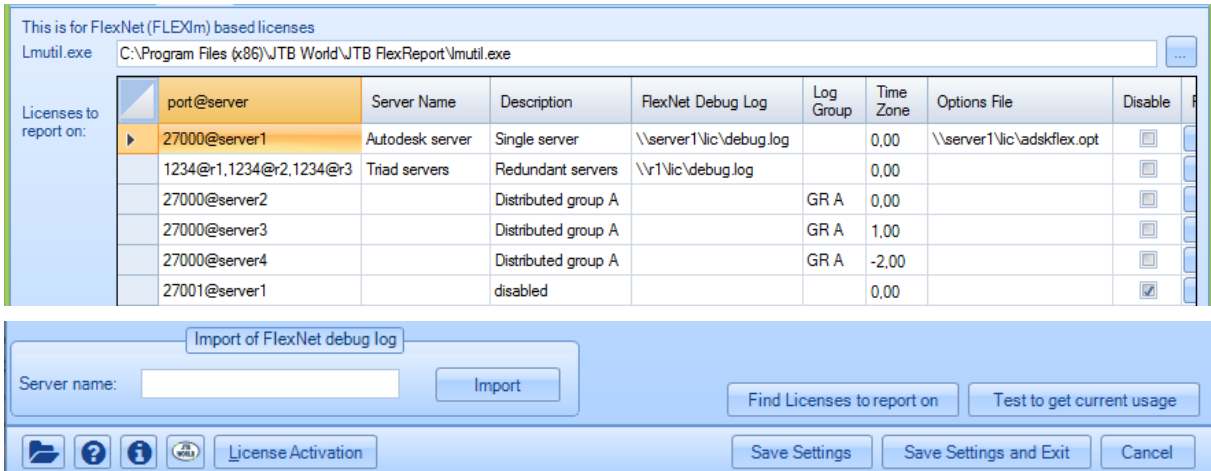 This is for FlexNet (FLEXlm) based licenses
Lmutil.exe C:\Program Files (x86)\JTB World\JTB FlexReport\lmutil.exe ...
Licenses to report on:
port@server Server Name Description FlexNet Debug Log Log Group Time Zone Options File Disable
27000@server1 Autodesk server Single server \\server1\lic\debug.log 0,00 \\server1\lic\adskflex.opt
1234@r1,1234@r2,1234@r3 Triad servers Redundant servers \\r1\lic\debug.log 0,00
27000@server2 Distributed group A GR A 0,00
27000@server3 Distributed group A GR A 1,00
27000@server4 Distributed group A GR A -2,00
27001@server1 disabled 0,00
Import of FlexNet debug log
Server name: Import
Find Licenses to report on Test to get current usage
JTB WORLD License Activation Save Settings Save Settings and Exit Cancel